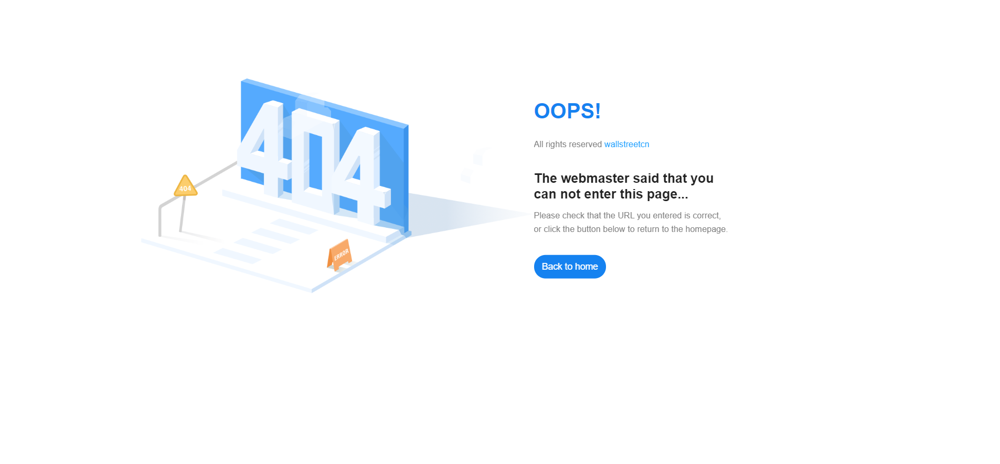 404
404
ERROR
OOPS!
All rights reserved wallstreetcn
The webmaster said that you
can not enter this page...
Please check that the URL you entered is correct,
or click the button below to return to the homepage.
Back to home